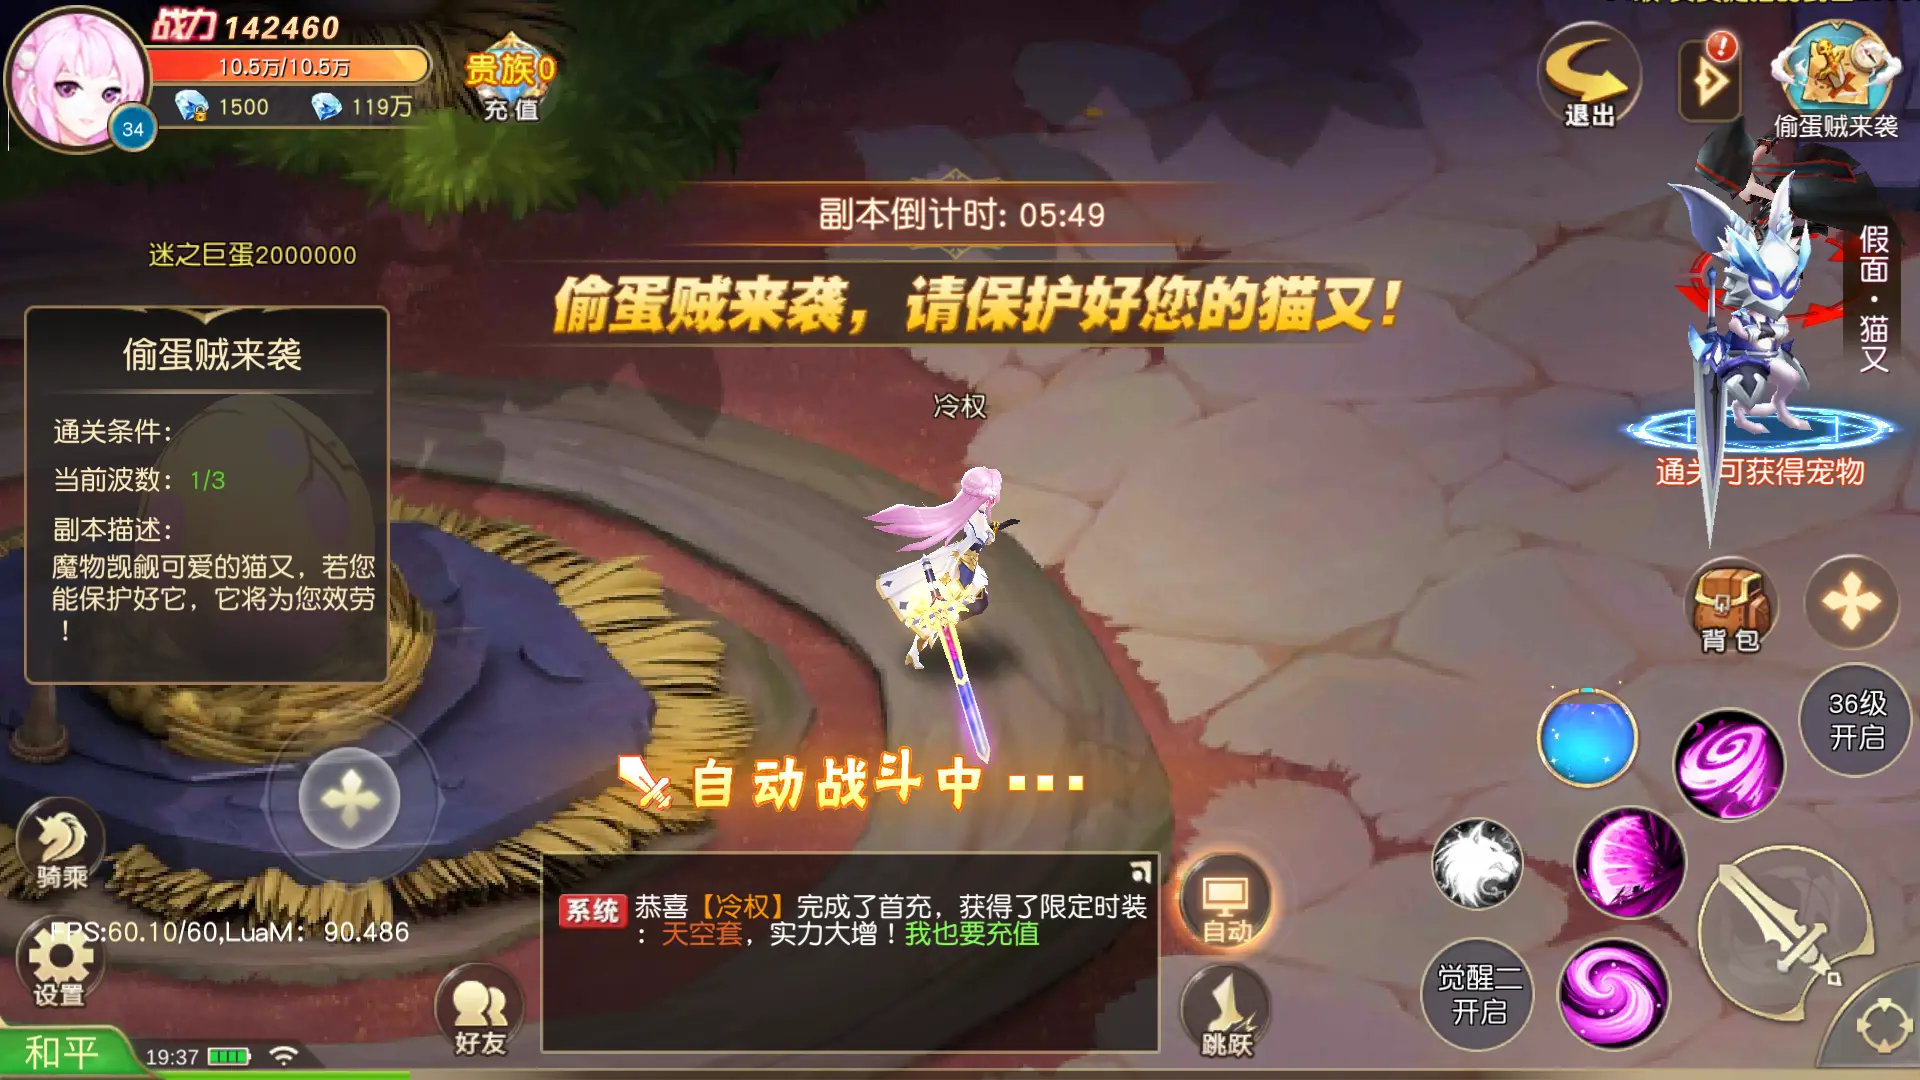 战力 142460
10.5万/10.5万
1500
119万
34
贵族0
充值
退出
偷蛋贼来袭
副本倒计时: 05:49
迷之巨蛋2000000
偷蛋贼来袭，请保护好您的猫又！
假面·猫又
偷蛋贼来袭
通关条件:
当前波数: 1/3
副本描述:
魔物觊觎可爱的猫又，若您
能保护好它，它将为您效劳
！
冷权
通关可获得宠物
背包
36级
开启
自动战斗中...
骑乘
FPS:60.10/60,LuaM: 90.486
设置
系统 恭喜【冷权】完成了首充，获得了限定时装
: 天空套，实力大增！我也要充值
自动
觉醒二
开启
好友
跳跃
和平
19:37